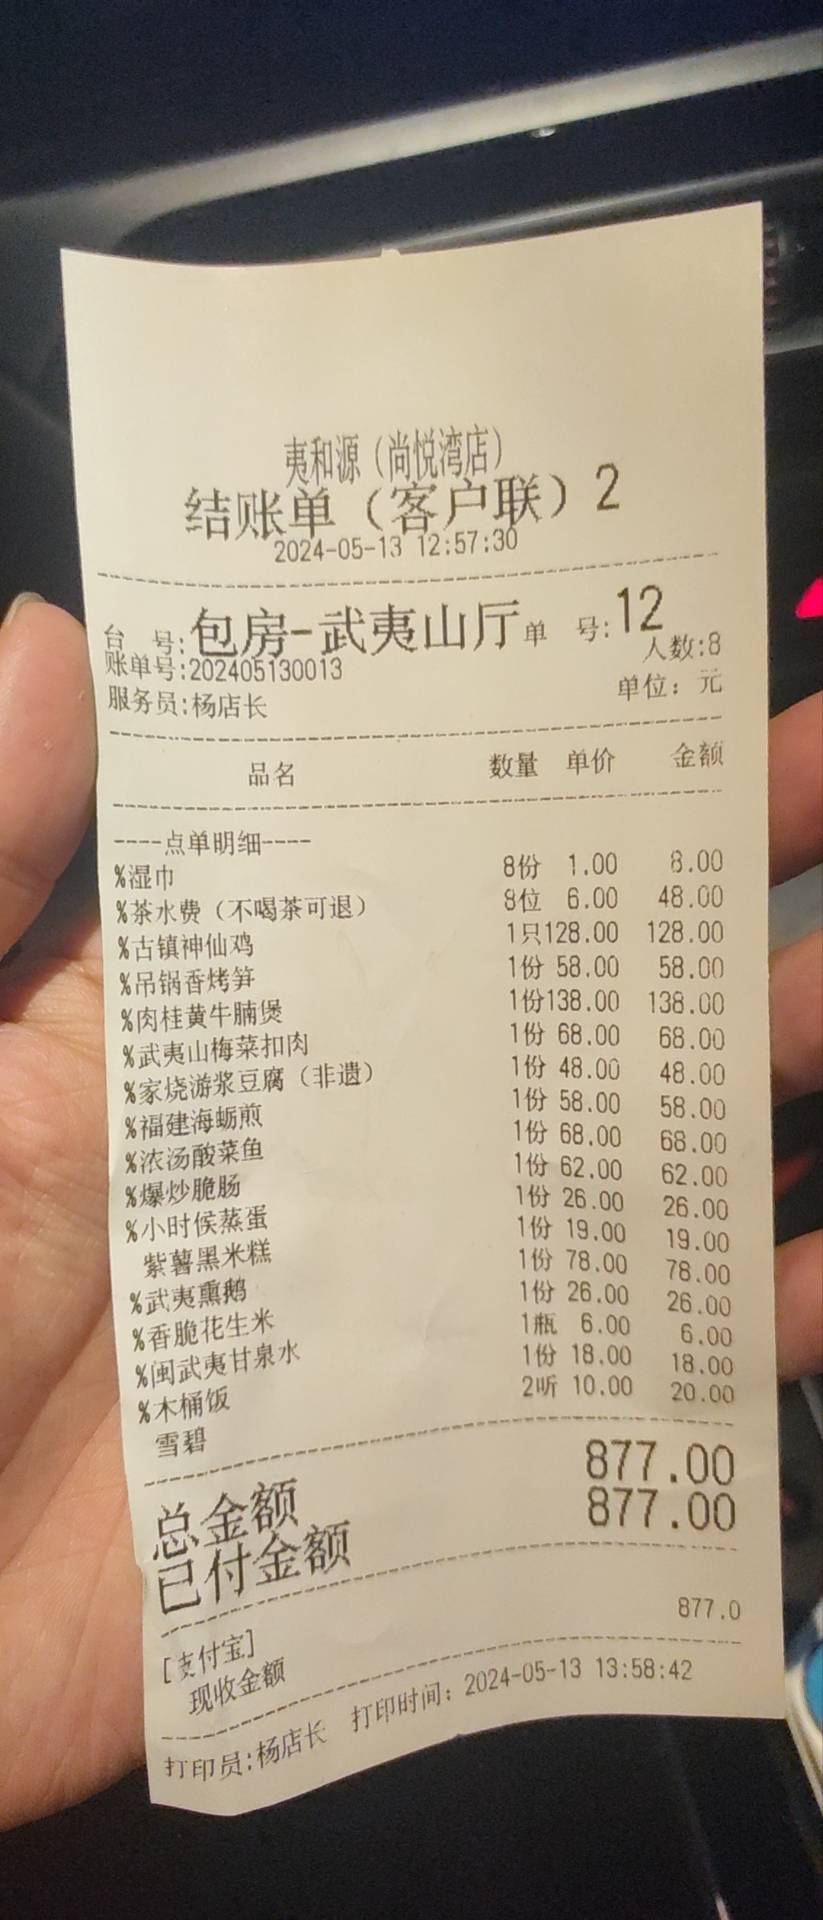 夷和源（尚悦湾店）
结账单（客户联）2
2024-05-13 12:57:30
台 号:包房-武夷山厅 单 号:12
账单号:202405130013 人数:8
服务员:杨店长 单位：元
品名 数量 单价 金额
----点单明细----
%湿巾 8份 1.00 8.00
%茶水费（不喝茶可退） 8位 6.00 48.00
%古镇神仙鸡 1只128.00 128.00
%吊锅香烤笋 1份 58.00 58.00
%肉桂黄牛腩煲 1份138.00 138.00
%武夷山梅菜扣肉 1份 68.00 68.00
%家烧游浆豆腐（非遗） 1份 48.00 48.00
%福建海蛎煎 1份 58.00 58.00
%浓汤酸菜鱼 1份 68.00 68.00
%爆炒脆肠 1份 62.00 62.00
%小时候蒸蛋 1份 26.00 26.00
紫薯黑米糕 1份 19.00 19.00
%武夷熏鹅 1份 78.00 78.00
%香脆花生米 1份 26.00 26.00
%闽武夷甘泉水 1瓶 6.00 6.00
%木桶饭 1份 18.00 18.00
雪碧 2听 10.00 20.00
总金额 877.00
已付金额 877.00
[支付宝]
现收金额 877.0
打印员:杨店长 打印时间：2024-05-13 13:58:42